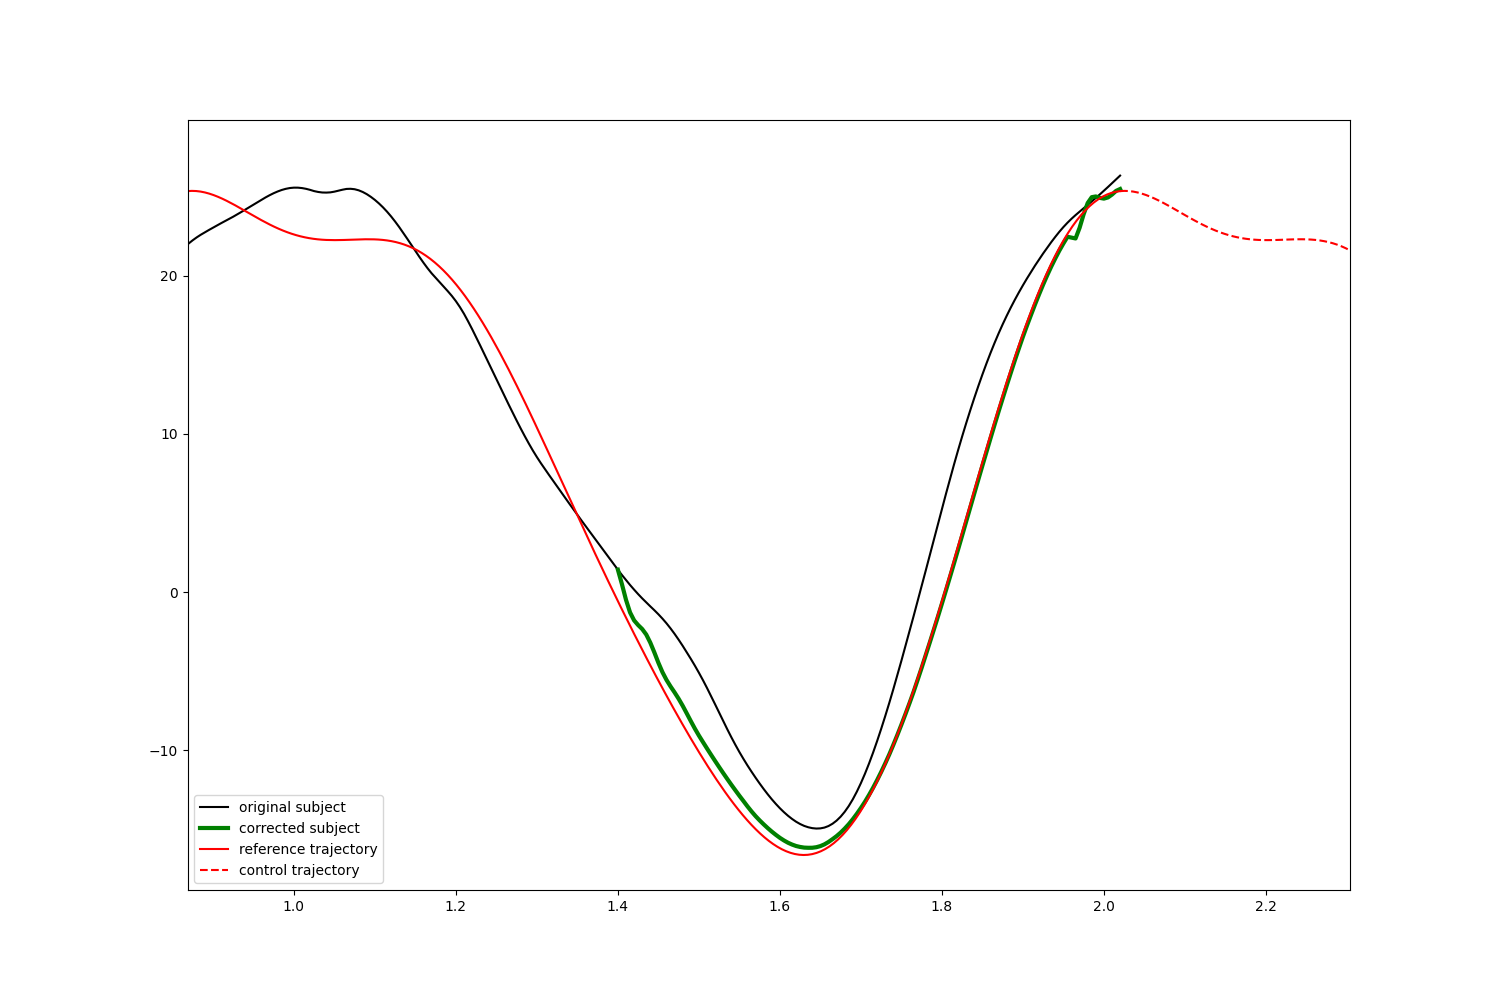 20
10
0
−10
original subject
corrected subject
reference trajectory
control trajectory
1.0 1.2 1.4 1.6 1.8 2.0 2.2